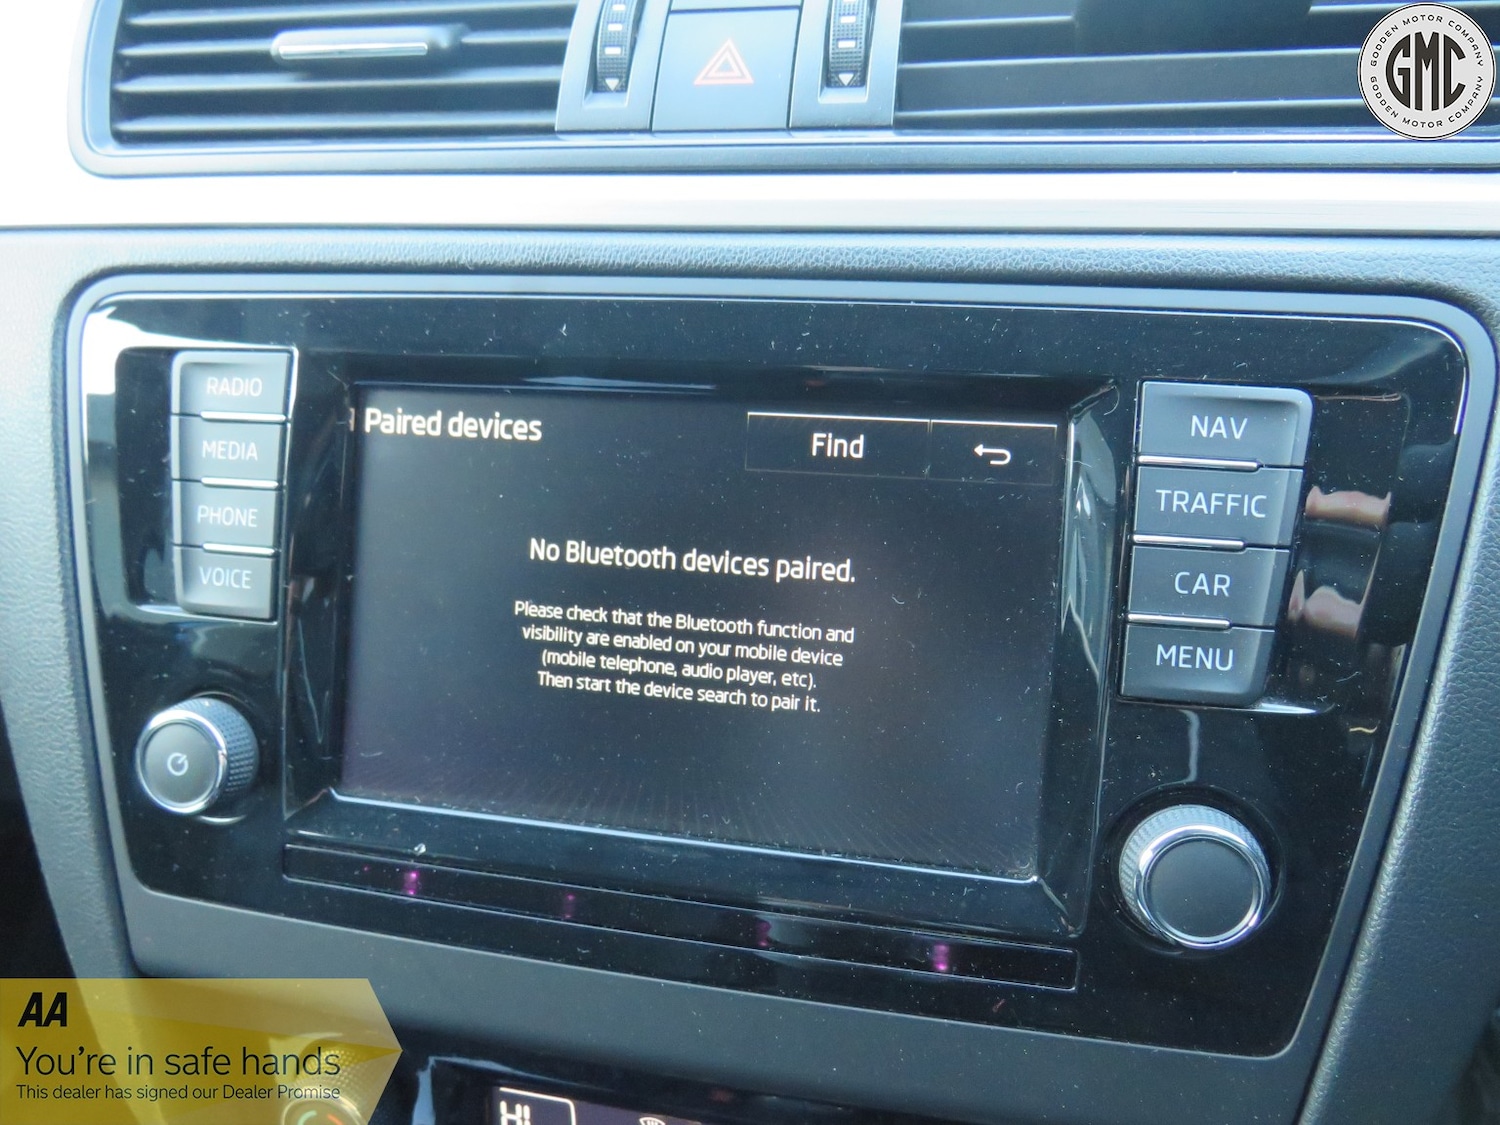 GODDEN MOTOR COMPANY
GMC
GODDEN MOTOR COMPANY
RADIO
MEDIA
PHONE
VOICE
Paired devices
Find
No Bluetooth devices paired.
Please check that the Bluetooth function and
visibility are enabled on your mobile device
(mobile telephone, audio player, etc).
Then start the device search to pair it.
NAV
TRAFFIC
CAR
MENU
AA
You're in safe hands
This dealer has signed our Dealer Promise
HI